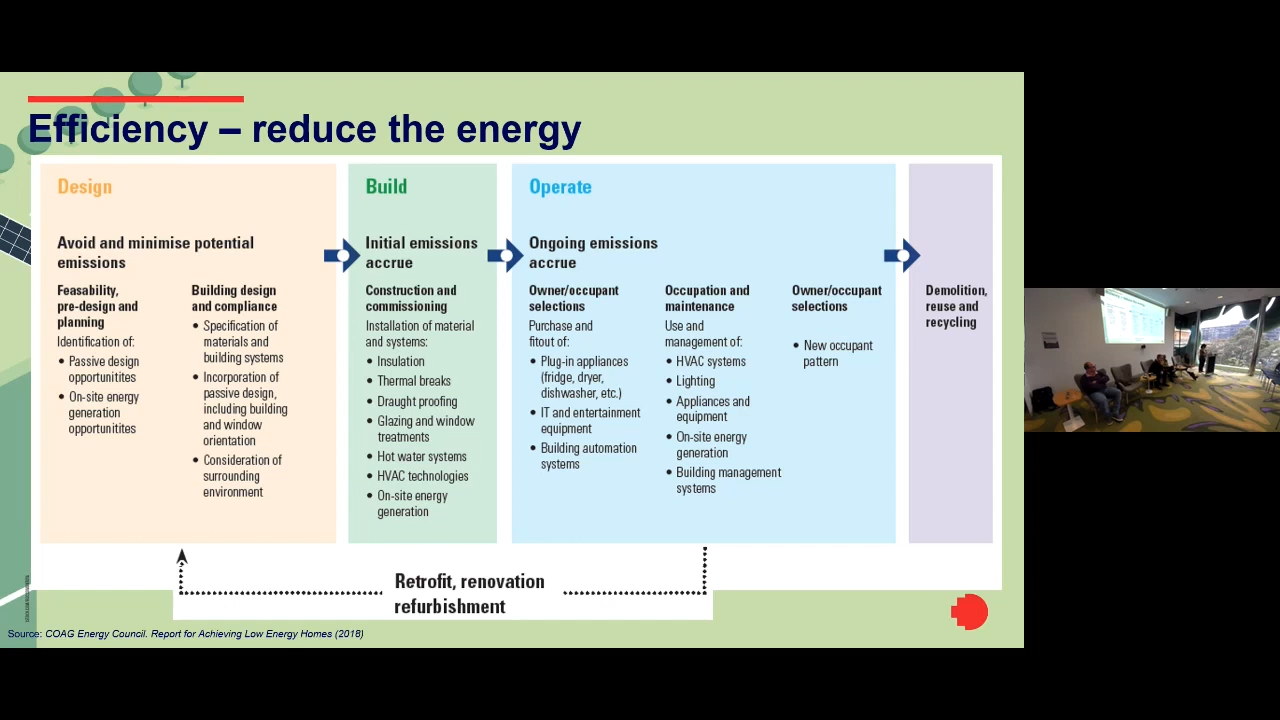 Efficiency – reduce the energy
Design
Avoid and minimise potential
emissions
Feasability,
pre-design and
planning
Identification of:
• Passive design
opportunitites
• On-site energy
generation
opportunitites
Building design
and compliance
• Specification of
materials and
building systems
• Incorporation of
passive design,
including building
and window
orientation
• Consideration of
surrounding
environment
Build
Initial emissions
accrue
Construction and
commissioning
Installation of material
and systems:
• Insulation
• Thermal breaks
• Draught proofing
• Glazing and window
treatments
• Hot water systems
• HVAC technologies
• On-site energy
generation
Operate
Ongoing emissions
accrue
Owner/occupant
selections
Purchase and
fitout of:
• Plug-in appliances
(fridge, dryer,
dishwasher, etc.)
• IT and entertainment
equipment
• Building automation
systems
Occupation and
maintenance
Use and
management of:
• HVAC systems
• Lighting
• Appliances and
equipment
• On-site energy
generation
• Building management
systems
Owner/occupant
selections
• New occupant
pattern
Demolition,
reuse and
recycling
Retrofit, renovation
refurbishment
Source: COAG Energy Council. Report for Achieving Low Energy Homes (2018)